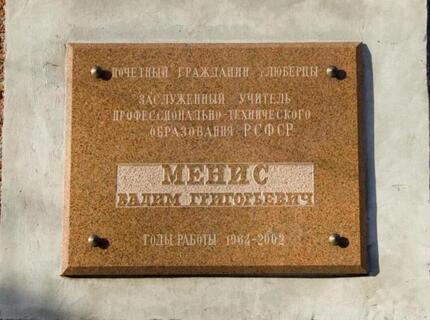 ПОЧЕТНЫЙ ГРАЖДАНИН ЛЮБЕРЦЫ
ЗАСЛУЖЕННЫЙ УЧИТЕЛЬ
ПРОФЕССИОНАЛЬНО-ТЕХНИЧЕСКОГО
ОБРАЗОВАНИЯ РСФСР
МЕНИС
ВАДИМ ГРИГОРЬЕВИЧ
ГОДЫ РАБОТЫ 1964-2002